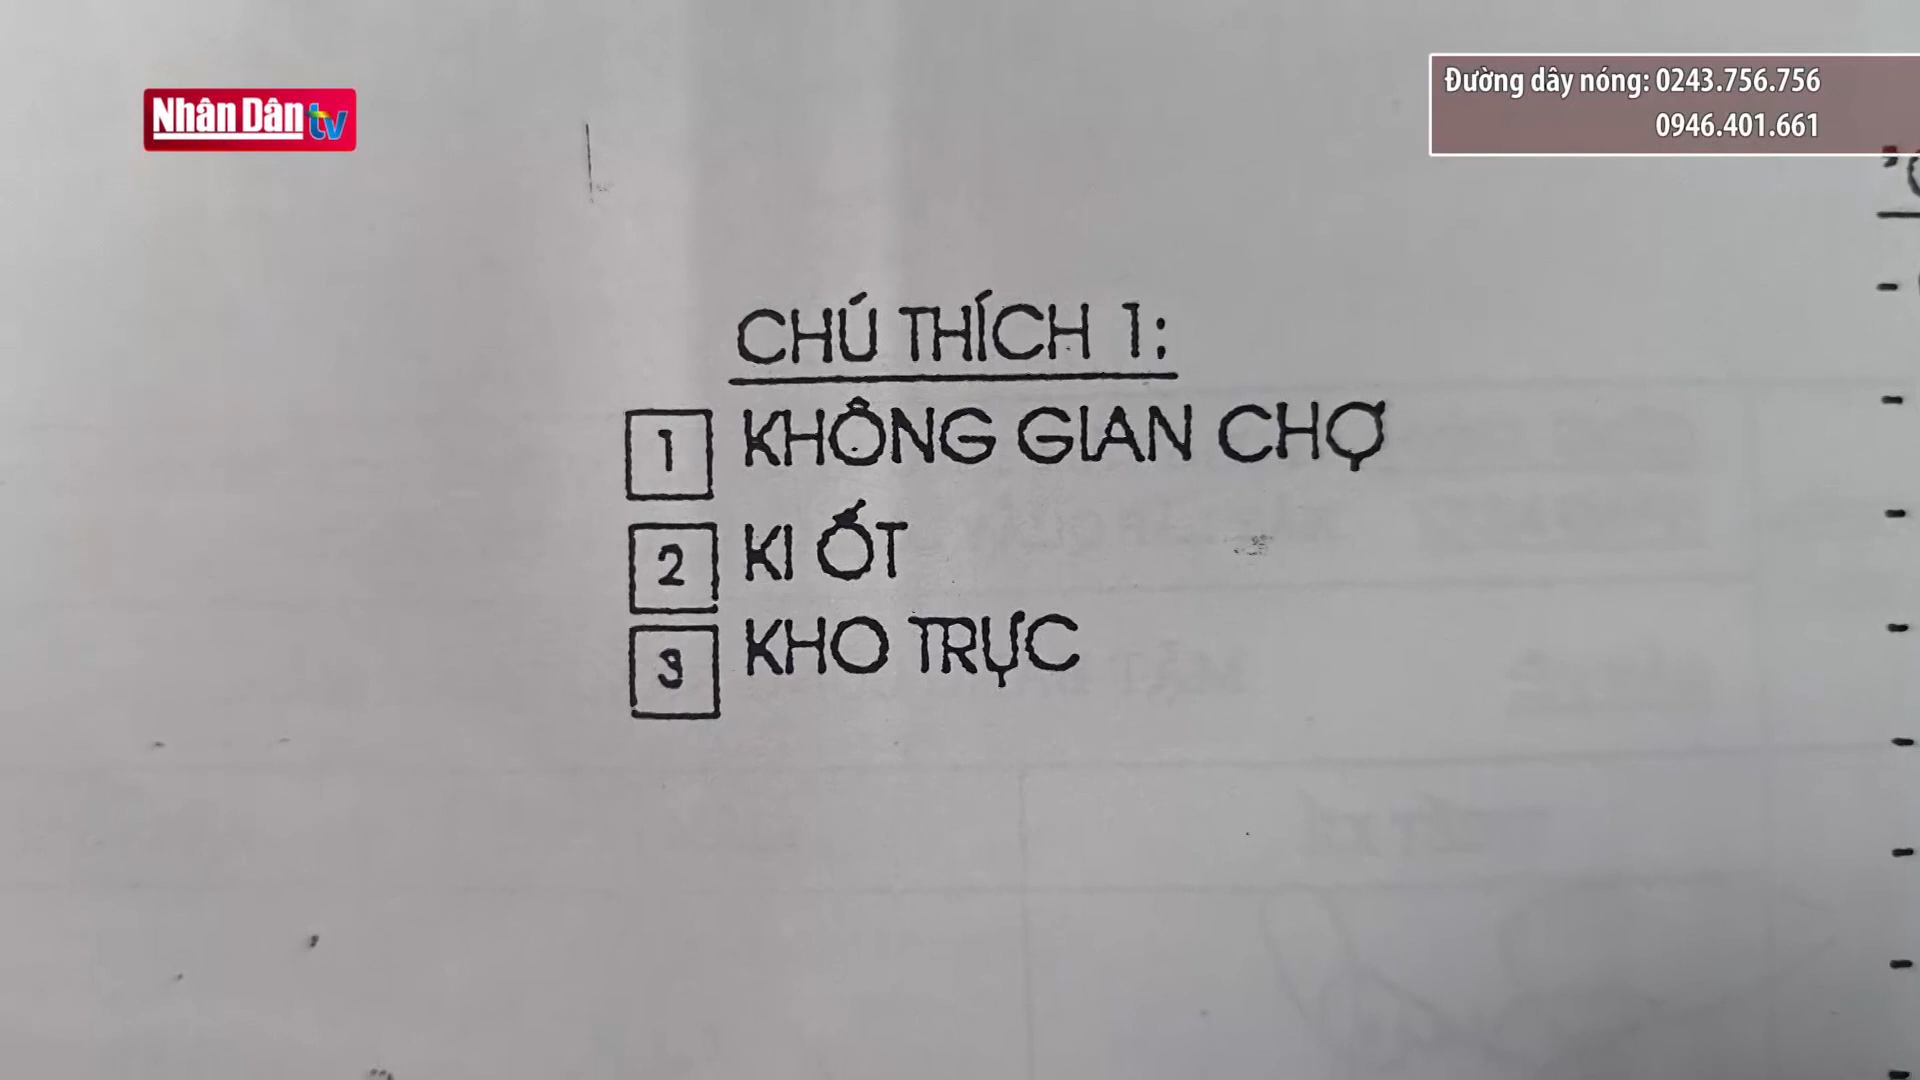 Nhân Dân tv
Đường dây nóng: 0243.756.756
0946.401.661
CHÚ THÍCH 1:
1 KHÔNG GIAN CHỢ
2 KI ỐT
3 KHO TRỰC